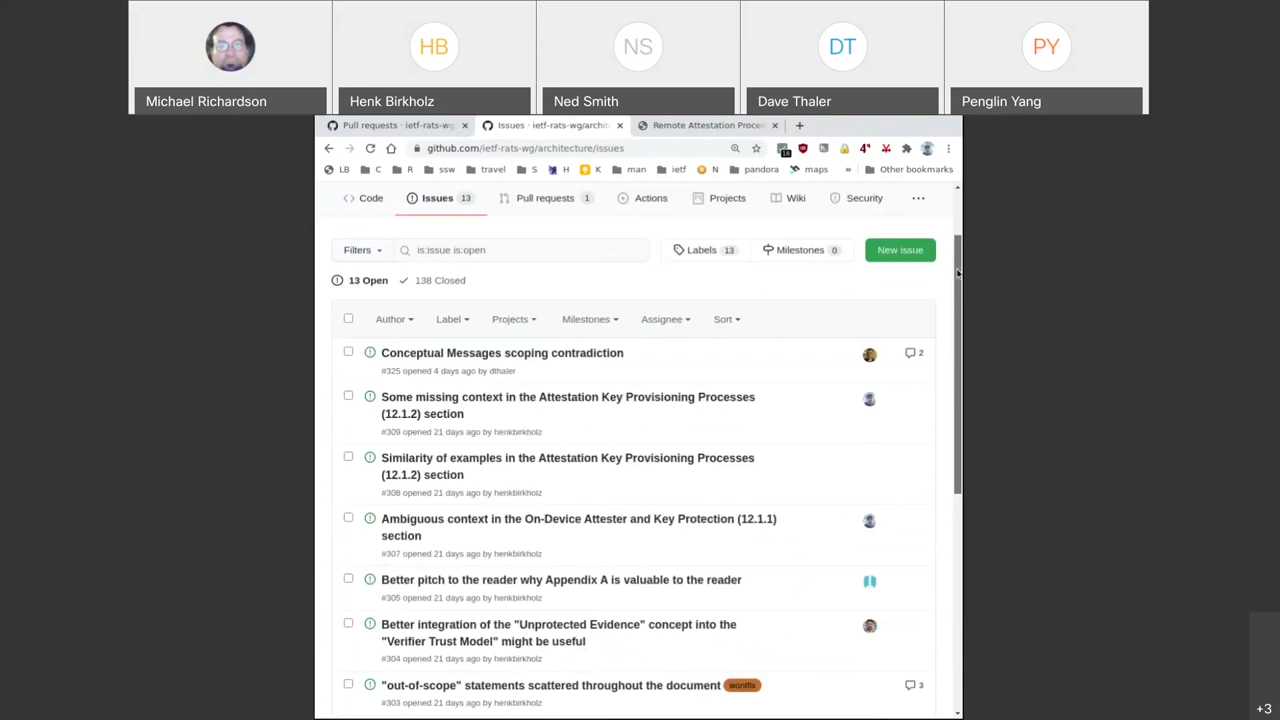 HB
NS
DT
PY
Michael Richardson
Henk Birkholz
Ned Smith
Dave Thaler
Penglin Yang
Pull requests · ietf-rats-wg
Issues · ietf-rats-wg/archit
Remote Attestation Proced
github.com/ietf-rats-wg/architecture/issues
LB
C
R
ssw
travel
S
H
K
man
ietf
N
pandora
maps
»
Other bookmarks
Code
Issues 13
Pull requests 1
Actions
Projects
Wiki
Security
Filters
is:issue is:open
Labels 13
Milestones 0
New issue
13 Open
138 Closed
Author
Label
Projects
Milestones
Assignee
Sort
Conceptual Messages scoping contradiction
2
#325 opened 4 days ago by dthaler
Some missing context in the Attestation Key Provisioning Processes
(12.1.2) section
#309 opened 21 days ago by henkbirkholz
Similarity of examples in the Attestation Key Provisioning Processes
(12.1.2) section
#308 opened 21 days ago by henkbirkholz
Ambiguous context in the On-Device Attester and Key Protection (12.1.1)
section
#307 opened 21 days ago by henkbirkholz
Better pitch to the reader why Appendix A is valuable to the reader
#305 opened 21 days ago by henkbirkholz
Better integration of the "Unprotected Evidence" concept into the
"Verifier Trust Model" might be useful
#304 opened 21 days ago by henkbirkholz
"out-of-scope" statements scattered throughout the document wontfix
3
#303 opened 21 days ago by henkbirkholz
+3